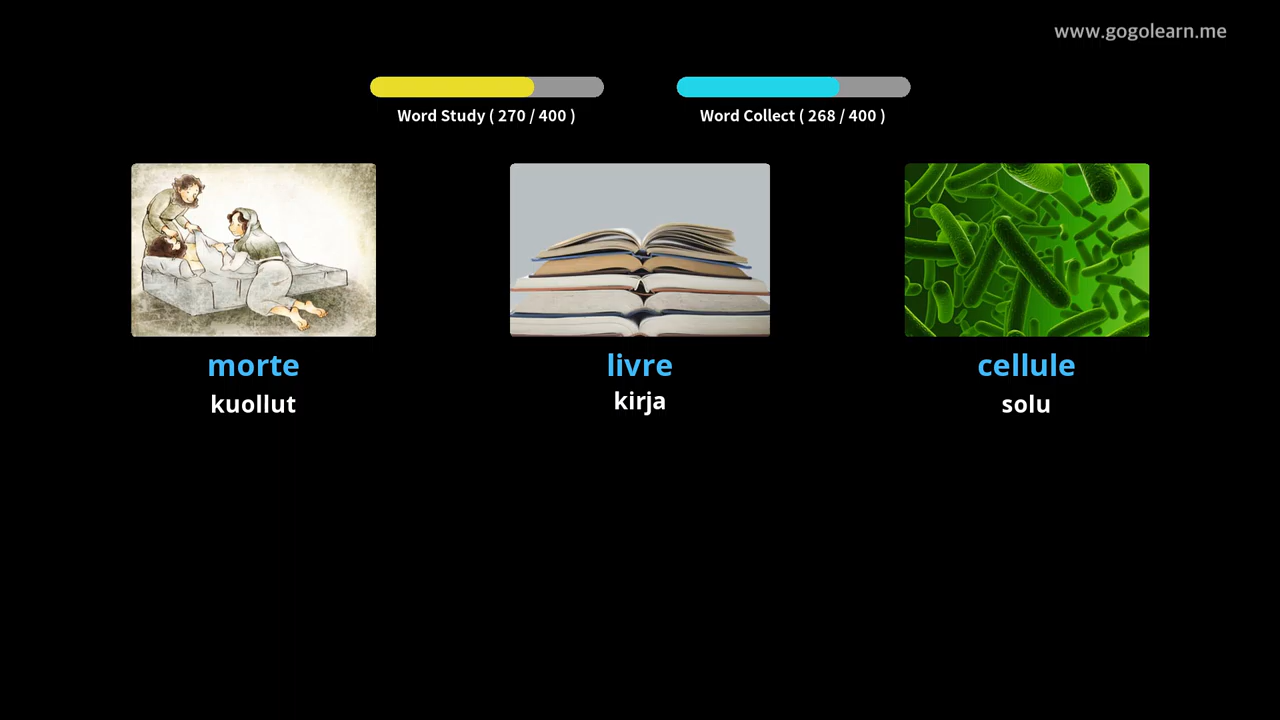 www.gogolearn.me
Word Study ( 270 / 400 )
Word Collect ( 268 / 400 )
morte
kuollut
livre
kirja
cellule
solu